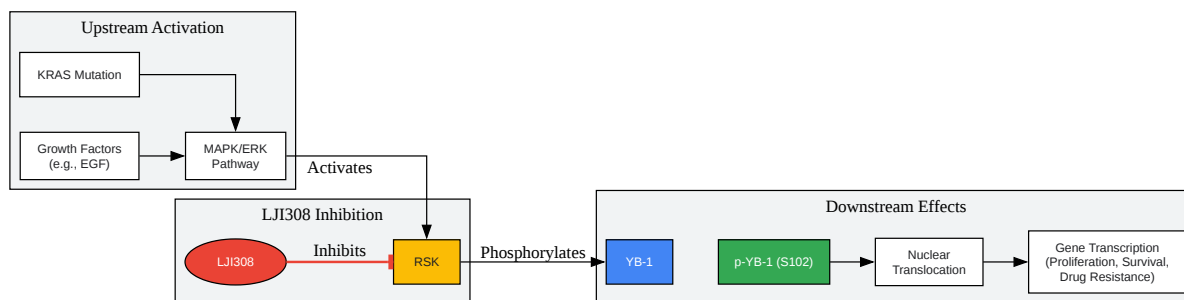 Upstream Activation
KRAS Mutation
Growth Factors
(e.g., EGF)
MAPK/ERK
Pathway
Activates
LJI308 Inhibition
LJI308
Inhibits
RSK
Phosphorylates
Downstream Effects
YB-1
p-YB-1 (S102)
Nuclear
Translocation
Gene Transcription
(Proliferation, Survival,
Drug Resistance)